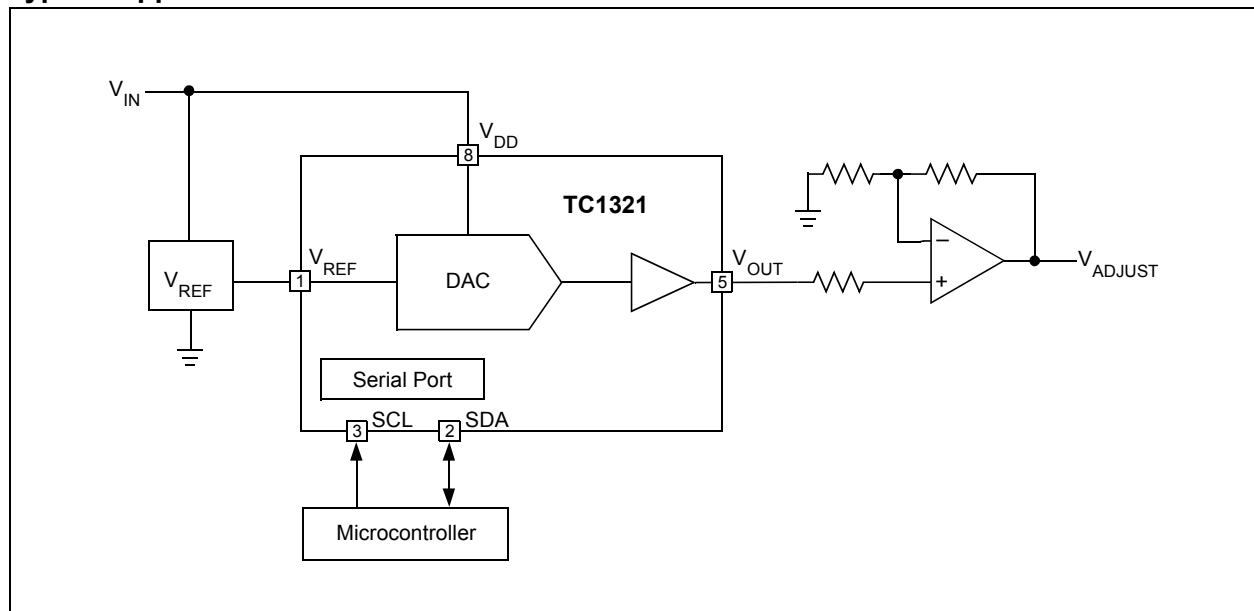 V_IN
V_DD
8
TC1321
V_REF
V_REF
1
DAC
V_OUT
5
−
+
V_ADJUST
Serial Port
3
SCL
2
SDA
Microcontroller